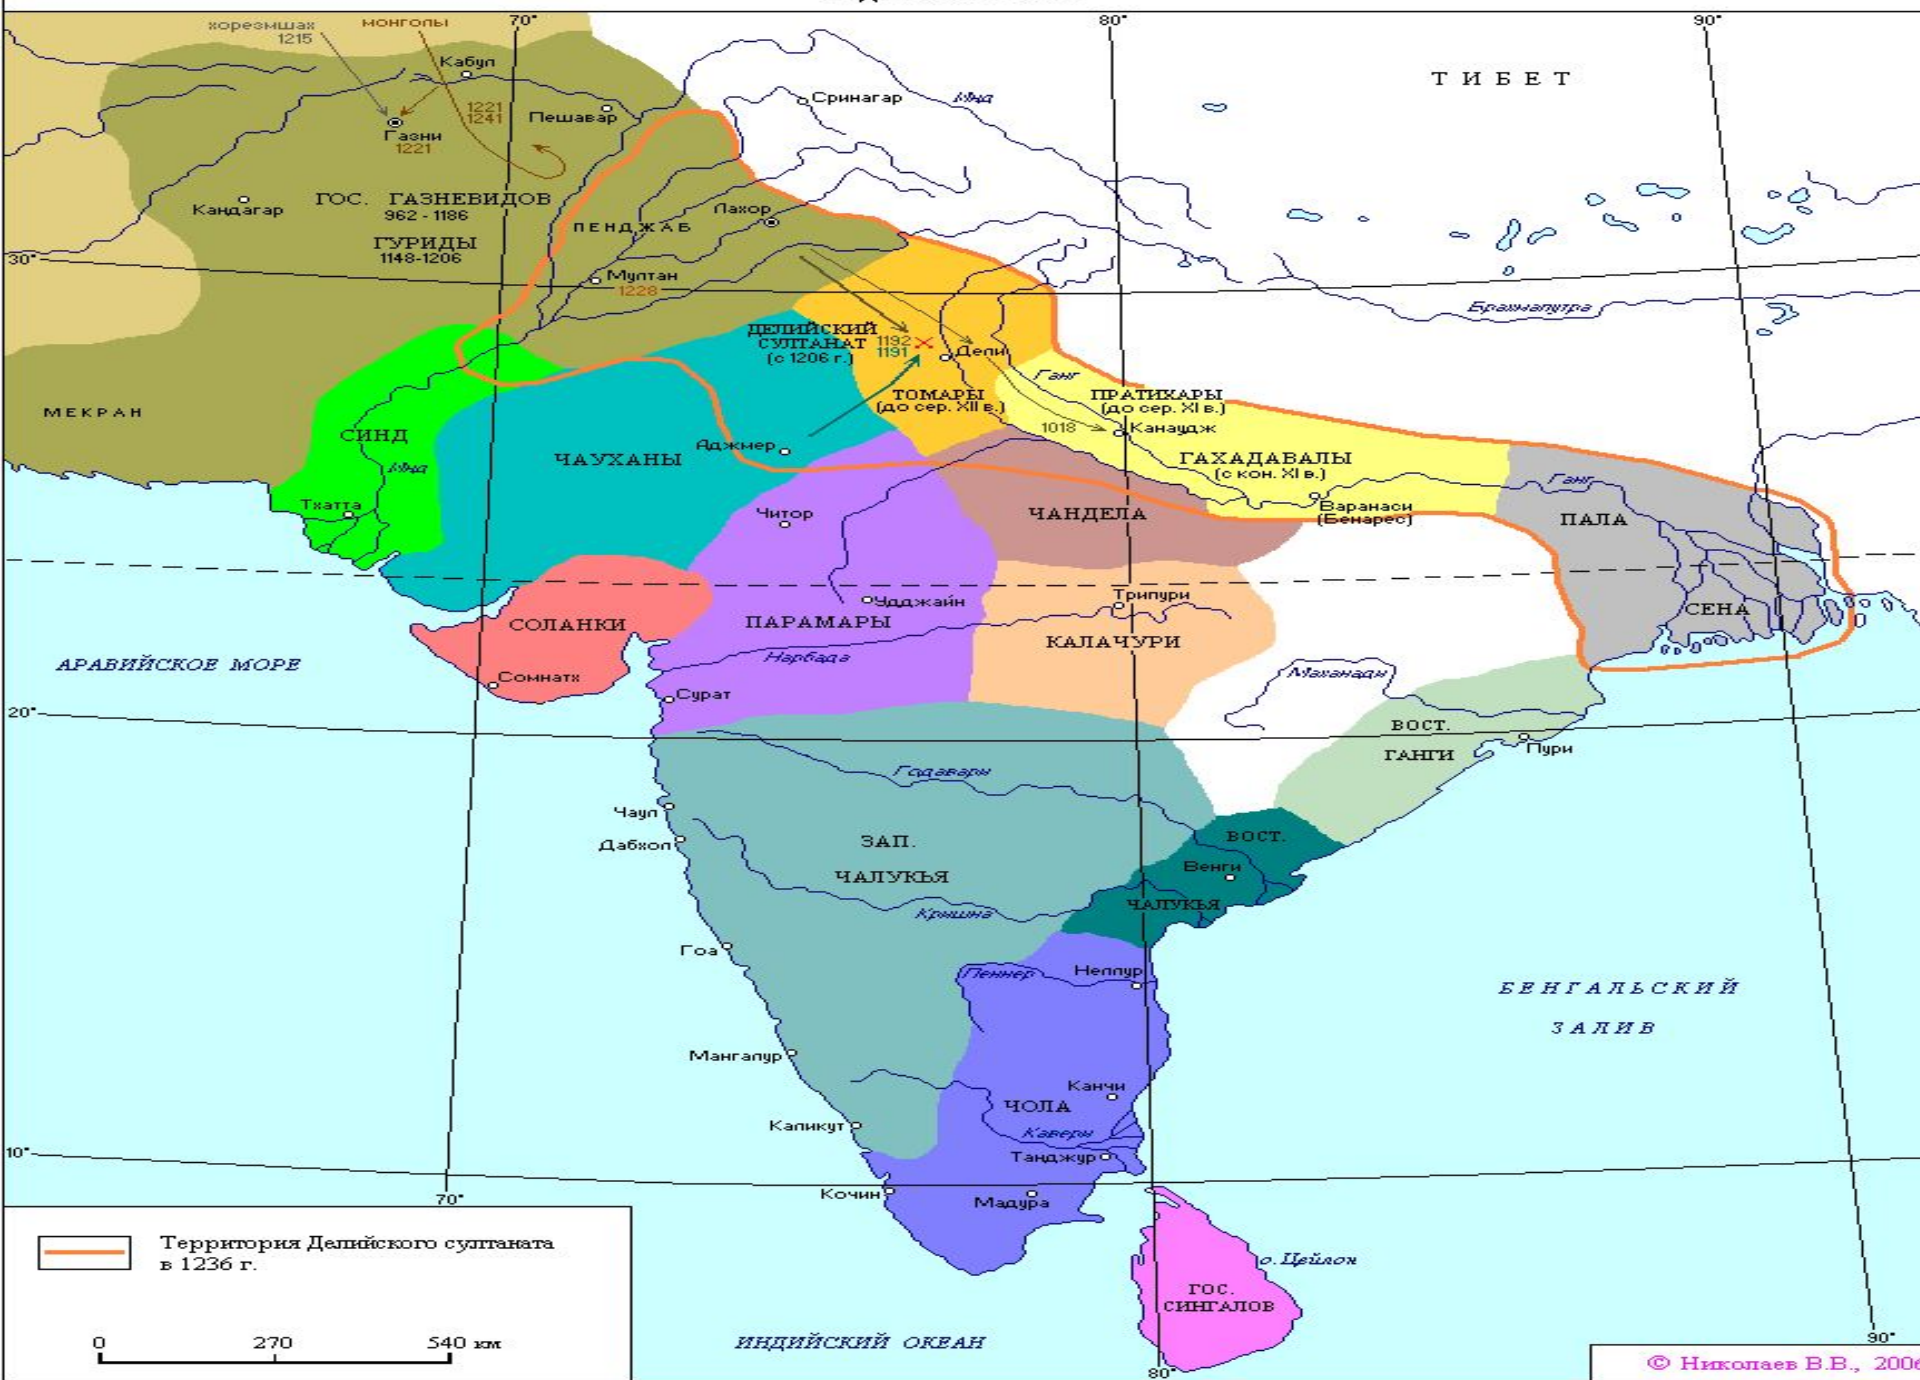 70°
80°
90°
хорезмшах
1215
монголы
Кабул
ТИБЕТ
Сринагар
Инд
1221
1241
Пешавар
Газни
1221
Кандагар
ГОС. ГАЗНЕВИДОВ
962 - 1186
ГУРИДЫ
1148-1206
Лахор
ПЕНДЖАБ
30°
Мултан
1228
Брахмапутра
ДЕЛИЙСКИЙ
СУЛТАНАТ
(с 1206 г.)
1192
1191
Дели
Ганг
ТОМАРЫ
(до сер. XII в.)
ПРАТИХАРЫ
(до сер. XI в.)
1018
Канаудж
МЕКРАН
СИНД
Инд
Аджмер
ЧАУХАНЫ
ГАХАДАВАЛЫ
(с кон. XI в.)
Ганг
Тхатта
Читор
ЧАНДЕЛА
Варанаси
(Бенарес)
ПАЛА
Удджайн
Трипури
СЕНА
СОЛАНКИ
ПАРАМАРЫ
КАЛАЧУРИ
АРАВИЙСКОЕ МОРЕ
Нарбада
Сомнатх
Сурат
Маханади
20°
ВОСТ.
ГАНГИ
Пури
Годавари
Чаул
Дабхол
ЗАП.
ЧАЛУКЬЯ
ВОСТ.
Венги
ЧАЛУКЬЯ
Кришна
Гоа
Пеннер
Неллур
БЕНГАЛЬСКИЙ
ЗАЛИВ
Мангалур
Канчи
ЧОЛА
Каликут
Кавери
10°
Танджур
Кочин
Мадура
70°
о. Цейлон
ГОС.
СИНГАЛОВ
Территория Делийского султаната
в 1236 г.
0 270 540 км
ИНДИЙСКИЙ ОКЕАН
80°
90°
© Николаев В.В., 2006